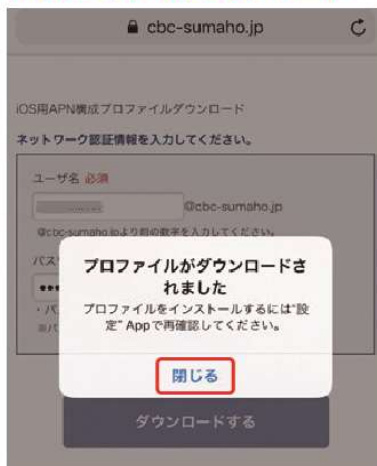 cbc-sumaho.jp
iOS用APN構成プロファイルダウンロード
ネットワーク認証情報を入力してください。
ユーザ名 必須
@cbc-sumaho.jp
@cbc-sumaho.jpより前の数字を入力してください。
パス
プロファイルがダウンロードさ
れました
プロファイルをインストールするには“設
定” Appで再確認してください。
閉じる
ダウンロードする